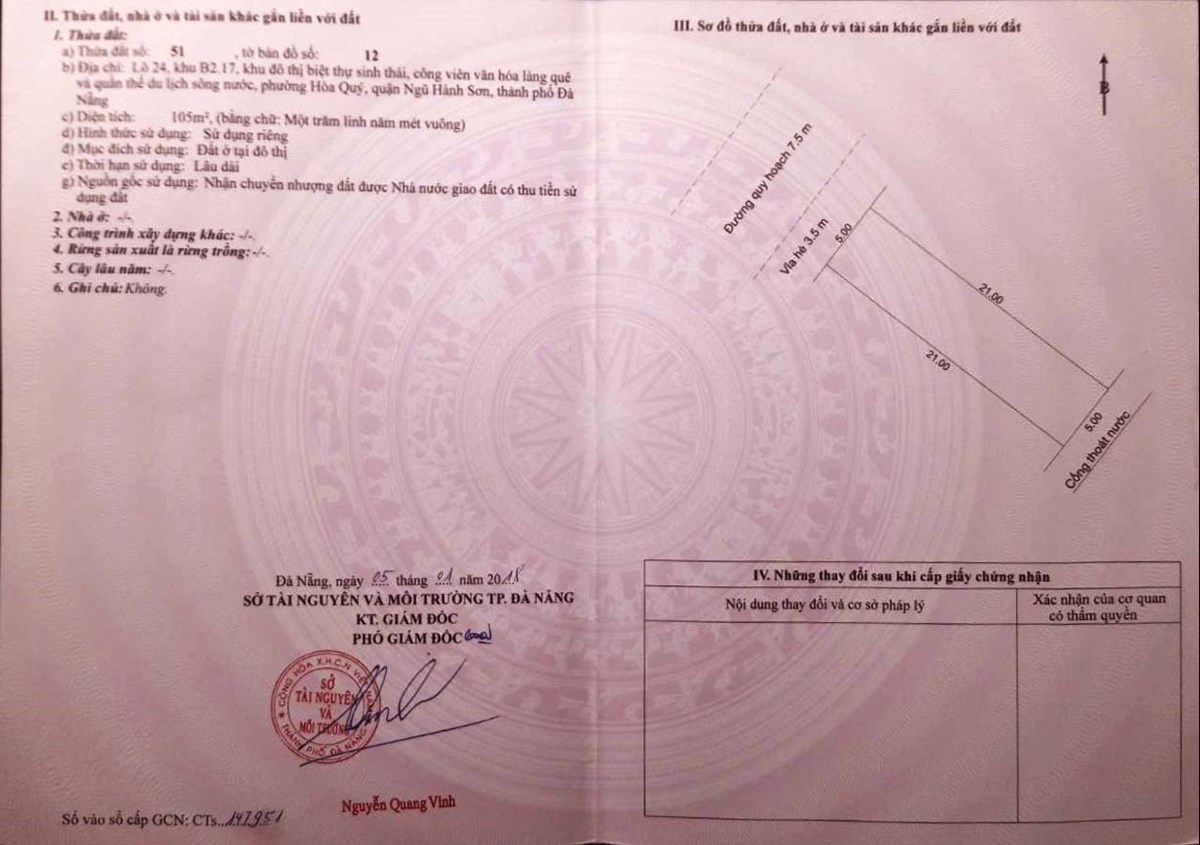 II. Thửa đất, nhà ở và tài sản khác gắn liền với đất
1. Thửa đất:
a) Thửa đất số: 51 , tờ bản đồ số: 12
b) Địa chỉ: Lô 24, khu B2.17, khu đô thị biệt thự sinh thái, công viên văn hóa làng quê
và quần thể du lịch sông nước, phường Hòa Quý, quận Ngũ Hành Sơn, thành phố Đà
Nẵng
c) Diện tích: 105m², (bằng chữ: Một trăm linh năm mét vuông)
d) Hình thức sử dụng: Sử dụng riêng
đ) Mục đích sử dụng: Đất ở tại đô thị
e) Thời hạn sử dụng: Lâu dài
g) Nguồn gốc sử dụng: Nhận chuyển nhượng đất được Nhà nước giao đất có thu tiền sử
dụng đất
2. Nhà ở: -/-.
3. Công trình xây dựng khác: -/-.
4. Rừng sản xuất là rừng trồng: -/-.
5. Cây lâu năm: -/-.
6. Ghi chú: Không.
Đà Nẵng, ngày 05 tháng 01 năm 2018
SỞ TÀI NGUYÊN VÀ MÔI TRƯỜNG TP. ĐÀ NẴNG
KT. GIÁM ĐỐC
PHÓ GIÁM ĐỐC
CỘNG HÒA X.H.C.N VIỆT NAM
SỞ
TÀI NGUYÊN
VÀ
MÔI TRƯỜNG
THÀNH PHỐ ĐÀ NẴNG
Nguyễn Quang Vinh
Số vào sổ cấp GCN: CTs...147951
III. Sơ đồ thửa đất, nhà ở và tài sản khác gắn liền với đất
B
Đường quy hoạch 7.5 m
Vỉa hè 3.5 m
5.00
21.00
21.00
5.00
Cống thoát nước
IV. Những thay đổi sau khi cấp giấy chứng nhận
Nội dung thay đổi và cơ sở pháp lý
Xác nhận của cơ quan
có thẩm quyền